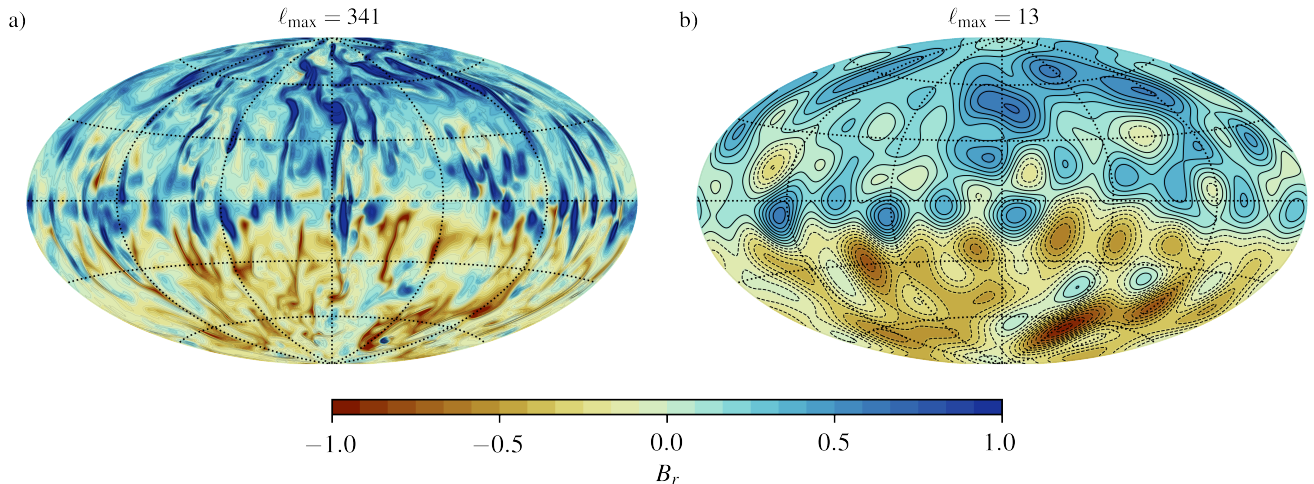 a)
ℓmax = 341
b)
ℓmax = 13
−1.0 −0.5 0.0 0.5 1.0
Br